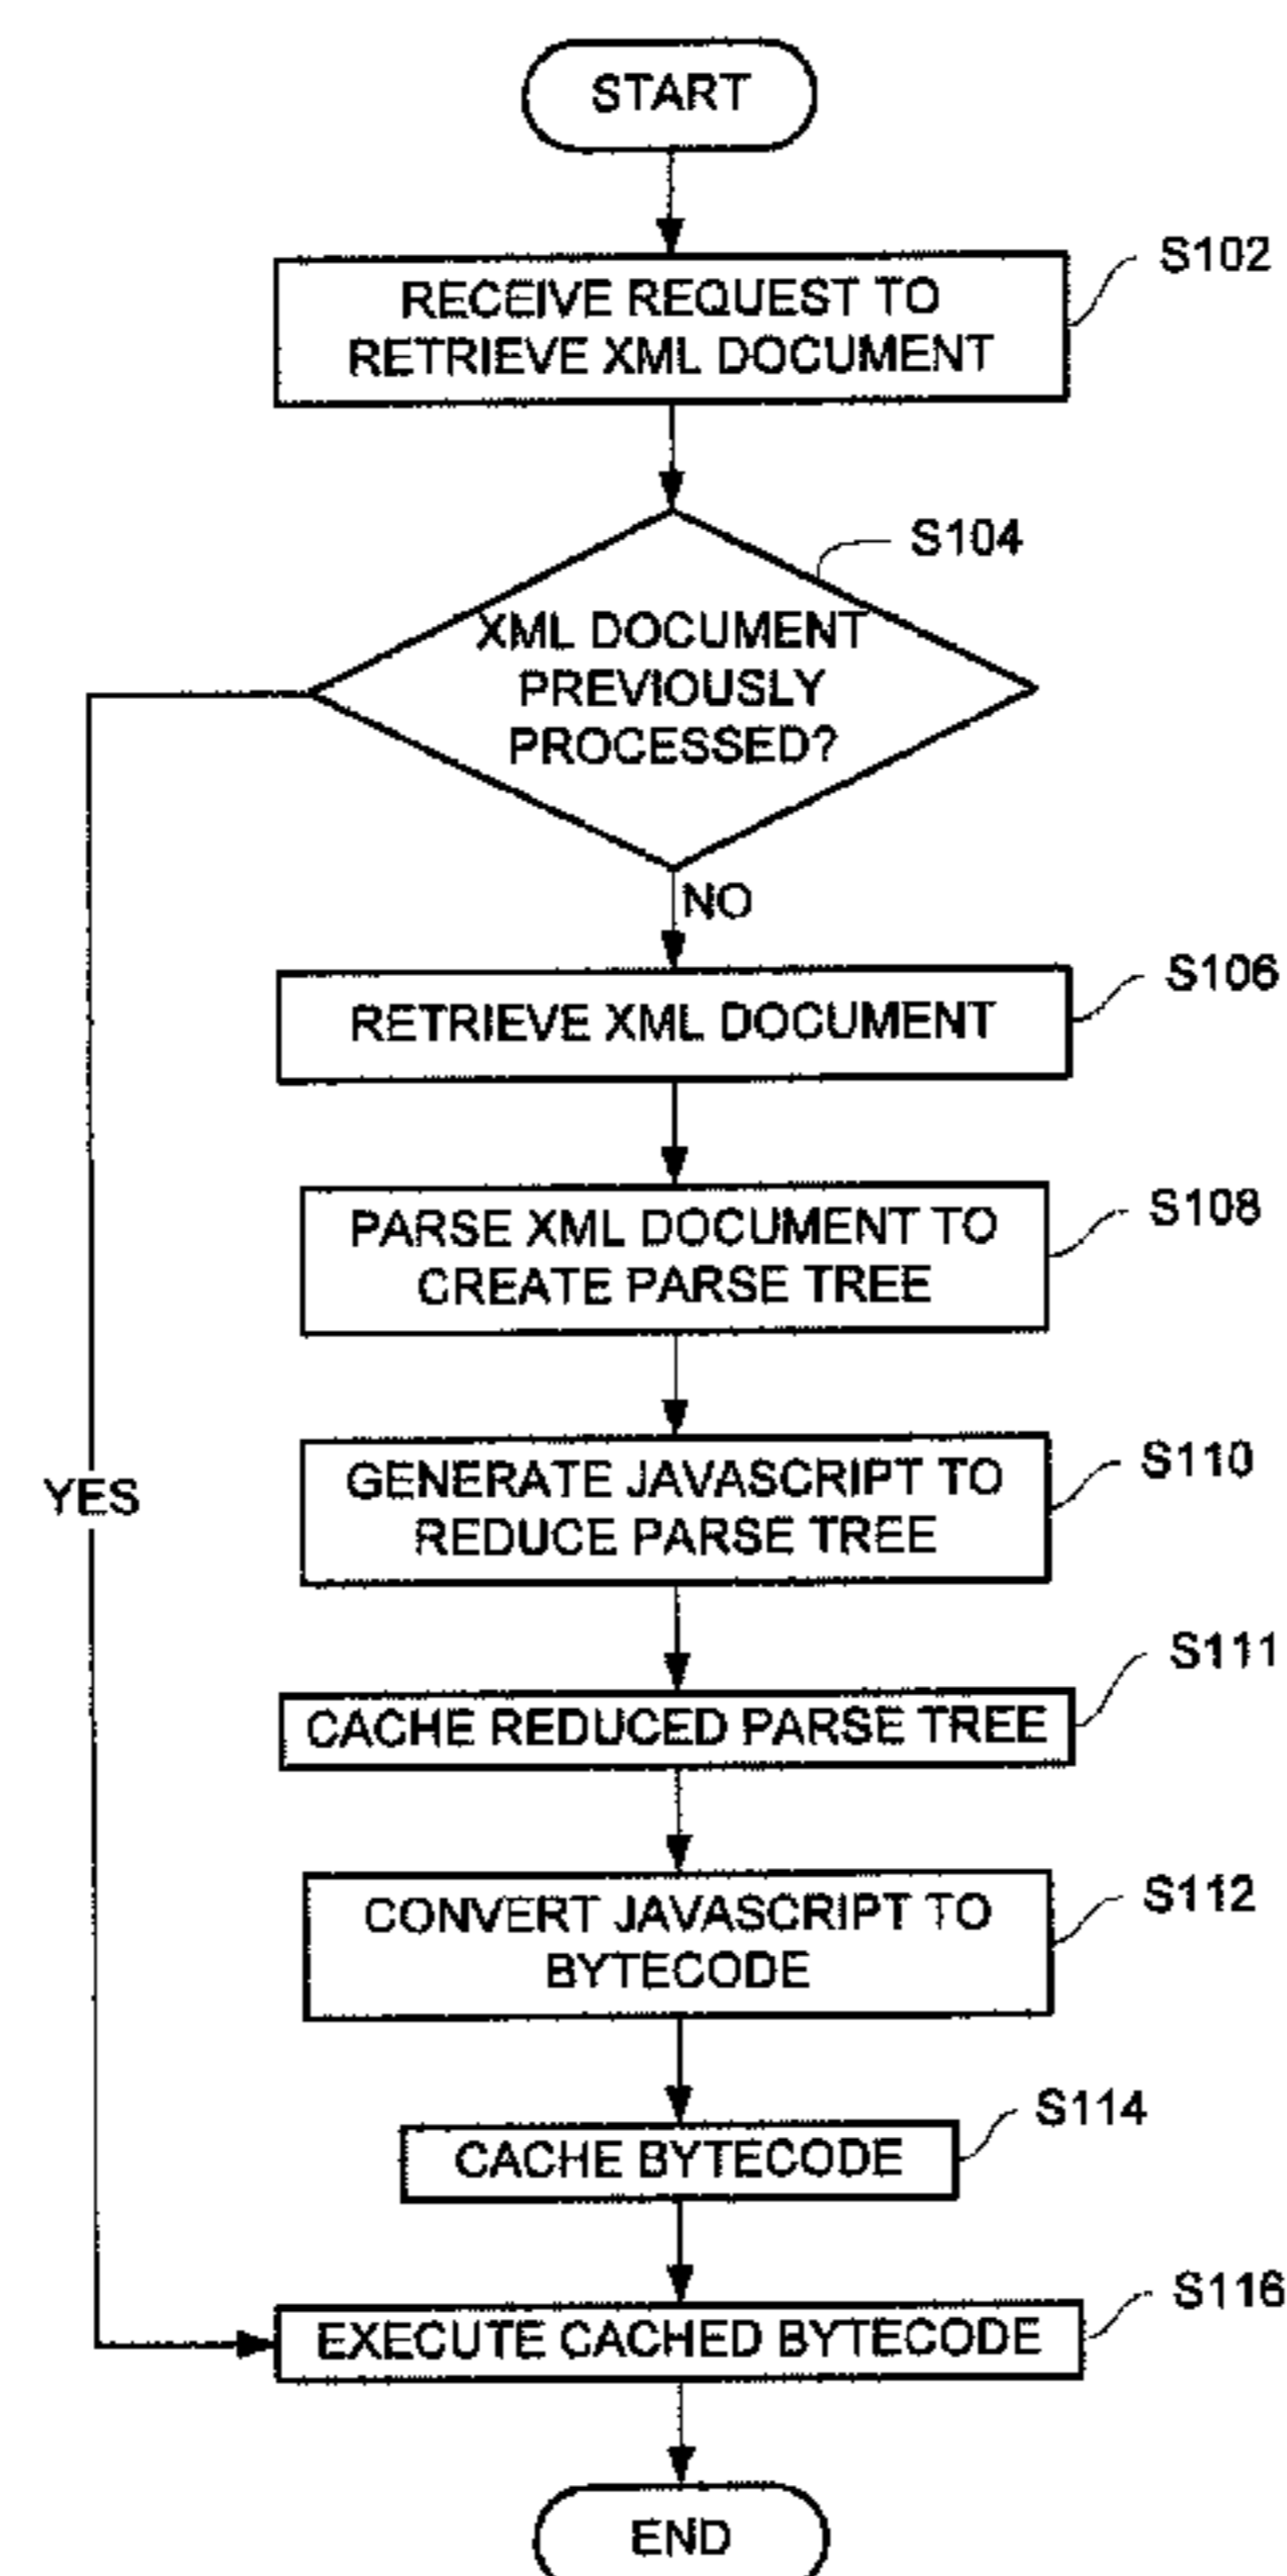 START
S102
RECEIVE REQUEST TO
RETRIEVE XML DOCUMENT
S104
XML DOCUMENT
PREVIOUSLY
PROCESSED?
NO
S106
RETRIEVE XML DOCUMENT
S108
PARSE XML DOCUMENT TO
CREATE PARSE TREE
S110
GENERATE JAVASCRIPT TO
REDUCE PARSE TREE
YES
S111
CACHE REDUCED PARSE TREE
S112
CONVERT JAVASCRIPT TO
BYTECODE
S114
CACHE BYTECODE
S116
EXECUTE CACHED BYTECODE
END